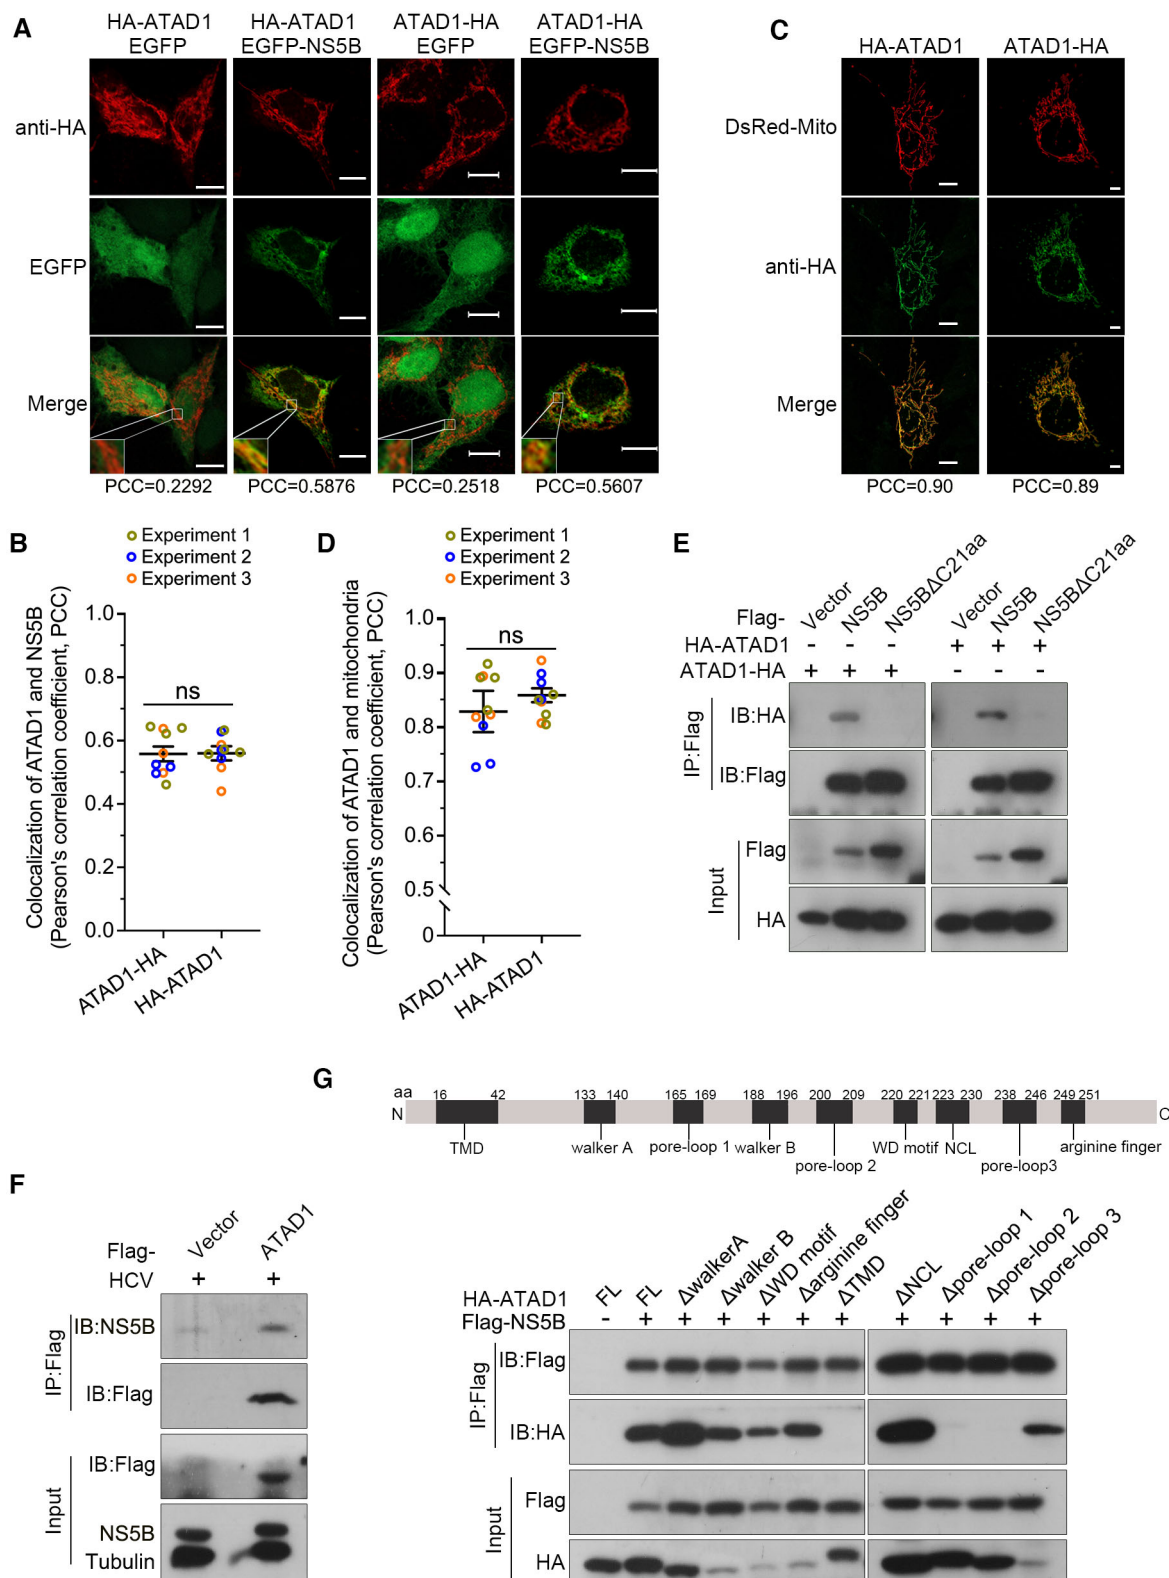 A
HA-ATAD1 EGFP
HA-ATAD1 EGFP-NS5B
ATAD1-HA EGFP
ATAD1-HA EGFP-NS5B
anti-HA
EGFP
Merge
PCC=0.2292 PCC=0.5876 PCC=0.2518 PCC=0.5607
C
HA-ATAD1 ATAD1-HA
DsRed-Mito
anti-HA
Merge
PCC=0.90 PCC=0.89
B
Experiment 1
Experiment 2
Experiment 3
Colocalization of ATAD1 and NS5B
(Pearson's correlation coefficient, PCC)
1.0
0.8
0.6
0.4
0.2
0.0
ns
ATAD1-HA
HA-ATAD1
D
Experiment 1
Experiment 2
Experiment 3
Colocalization of ATAD1 and mitochondria
(Pearson's correlation coefficient, PCC)
1.0
0.9
0.8
0.7
0.6
0.5
0
ns
ATAD1-HA
HA-ATAD1
E
Flag- Vector NS5B NS5BΔC21aa Vector NS5B NS5BΔC21aa
HA-ATAD1 - - - + + +
ATAD1-HA + + + - - -
IP:Flag
IB:HA
IB:Flag
Input
Flag
HA
G
aa 16 42 133 140 165 169 188 196 200 209 220 221 223 230 238 246 249 251
N C
TMD walker A pore-loop 1 walker B pore-loop 2 WD motif NCL pore-loop3 arginine finger
F
Flag- Vector ATAD1
HCV + +
IP:Flag
IB:NS5B
IB:Flag
Input
IB:Flag
NS5B
Tubulin
HA-ATAD1 FL FL ΔwalkerA Δwalker B ΔWD motif Δarginine finger ΔTMD ΔNCL Δpore-loop 1 Δpore-loop 2 Δpore-loop 3
Flag-NS5B - + + + + + + + + + +
IP:Flag
IB:Flag
IB:HA
Input
Flag
HA